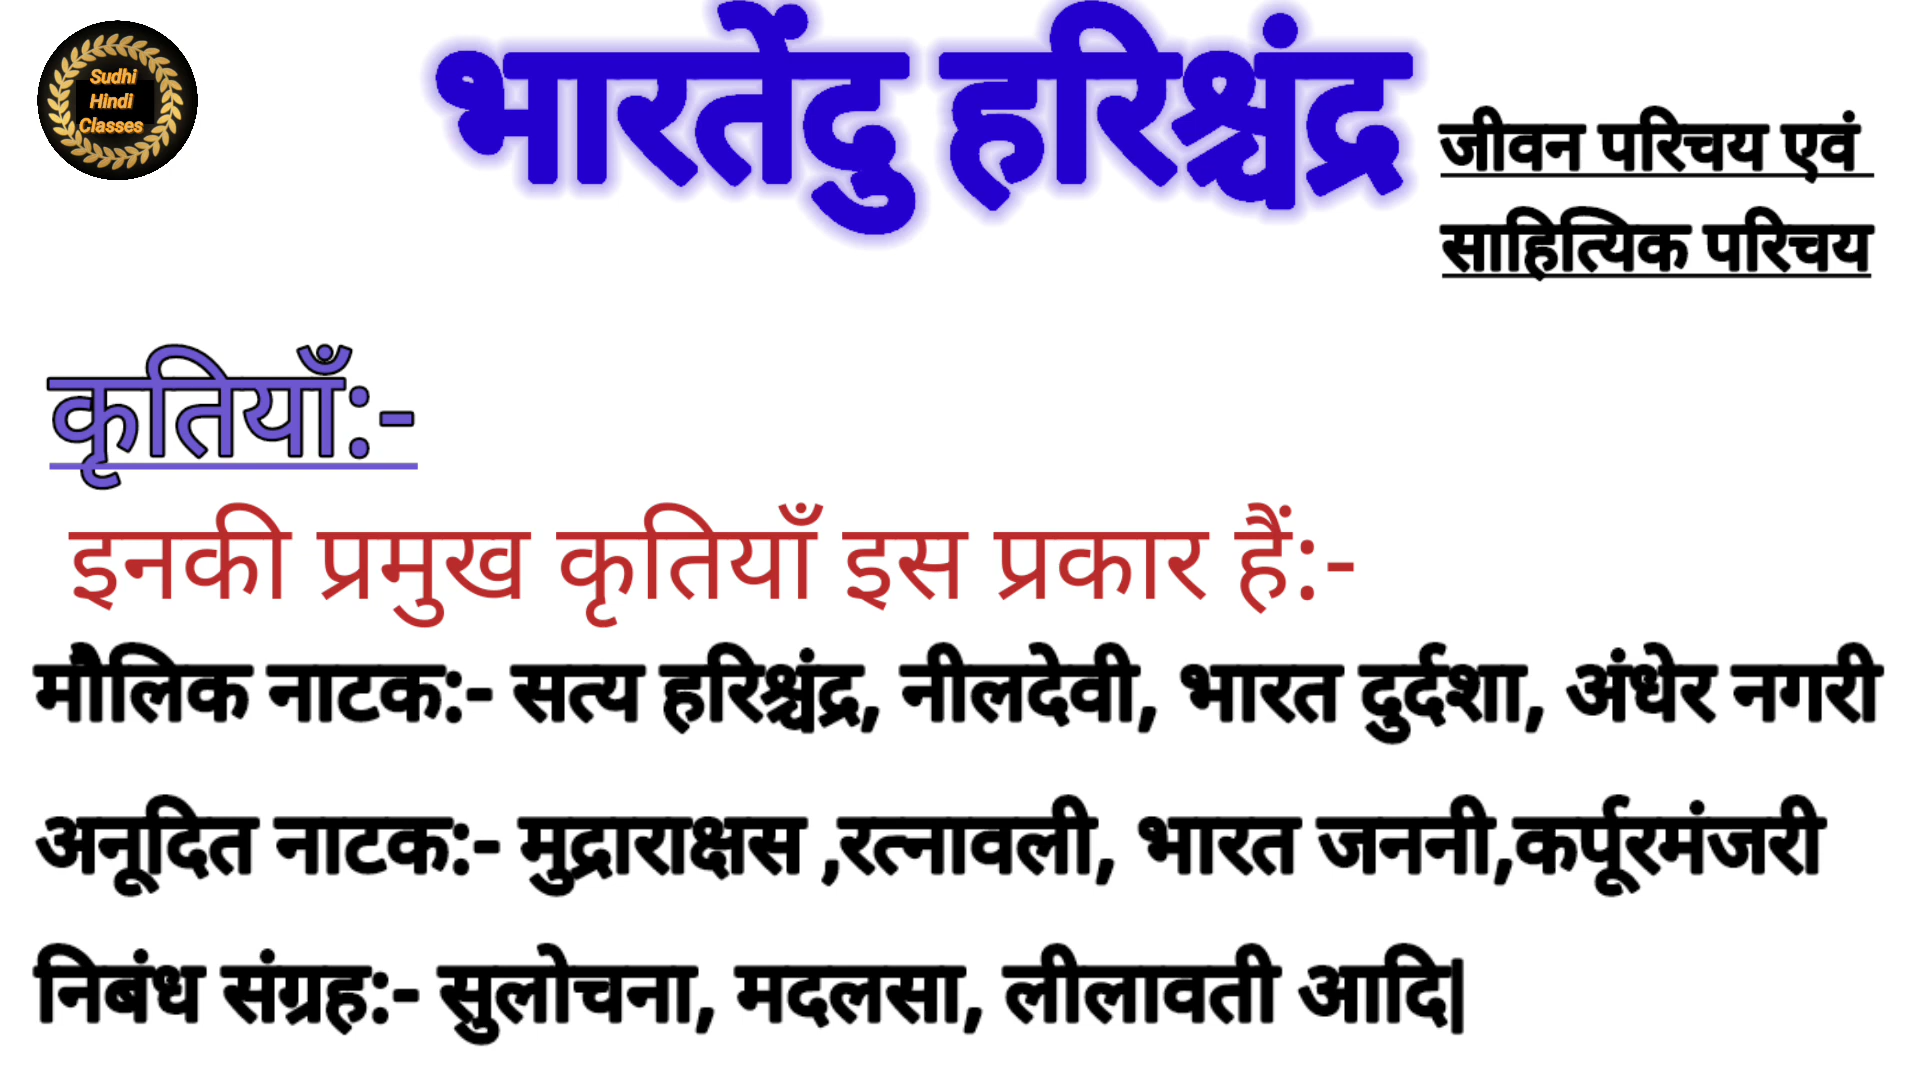 Sudhi
Hindi
Classes
भारतेंदु हरिश्चंद्र
जीवन परिचय एवं
साहित्यिक परिचय
कृतियाँ:-
इनकी प्रमुख कृतियाँ इस प्रकार हैं:-
मौलिक नाटक:- सत्य हरिश्चंद्र, नीलदेवी, भारत दुर्दशा, अंधेर नगरी
अनूदित नाटक:- मुद्राराक्षस ,रत्नावली, भारत जननी,कर्पूरमंजरी
निबंध संग्रह:- सुलोचना, मदलसा, लीलावती आदि|